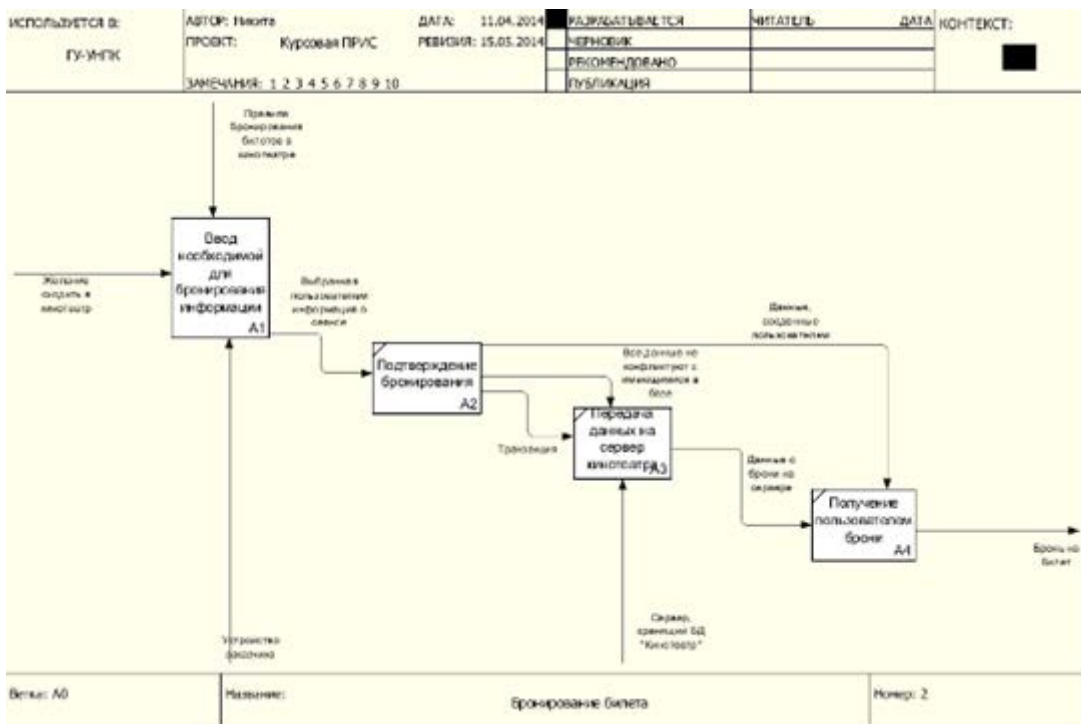 ИСПОЛЬЗУЕТСЯ В:
ГУ-УНПК
АВТОР: Никита
ДАТА: 11.04.2014
ПРОЕКТ: Курсовая ПРИС
РЕВИЗИЯ: 15.05.2014
ЗАМЕЧАНИЯ: 1 2 3 4 5 6 7 8 9 10
РАЗРАБАТЫВАЕТСЯ
ЧЕРНОВИК
РЕКОМЕНДОВАНО
ПУБЛИКАЦИЯ
ЧИТАТЕЛЬ
ДАТА
КОНТЕКСТ:
Правила
бронирования
билетов в
кинотеатре
Ввод
необходимой
для
бронирования
информации
A1
Желание
сходить в
кинотеатр
Выбранная
пользователем
информация о
сеансе
Подтверждение
бронирования
A2
Данные,
созданные
пользователем
Все данные не
конфликтуют с
имеющимися в
базе
Транзакция
Передача
данных на
сервер
кинотеатра
A3
Данные о
брони на
сервере
Получение
пользователем
брони
A4
Бронь на
билет
Устройство
заказчика
Сервер,
хранящий БД
"Кинотеатр"
Ветка: A0
Название:
Бронирование билета
Номер: 2